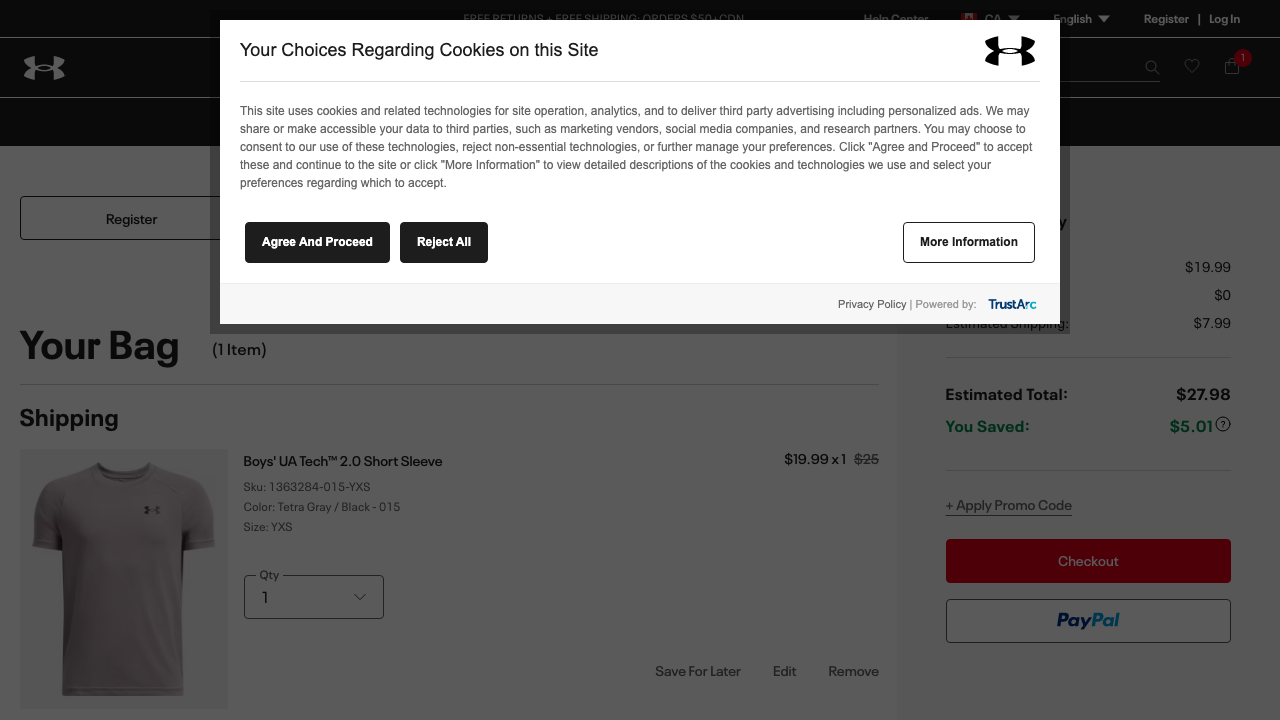 FREE RETURNS + FREE SHIPPING: ORDERS $50+CDN
Help Center
CA
English
Register | Log In
1
Your Choices Regarding Cookies on this Site
This site uses cookies and related technologies for site operation, analytics, and to deliver third party advertising including personalized ads. We may
share or make accessible your data to third parties, such as marketing vendors, social media companies, and research partners. You may choose to
consent to our use of these technologies, reject non-essential technologies, or further manage your preferences. Click "Agree and Proceed" to accept
these and continue to the site or click "More Information" to view detailed descriptions of the cookies and technologies we use and select your
preferences regarding which to accept.
Agree And Proceed
Reject All
More Information
Privacy Policy | Powered by: TrustArc
Register
$19.99
$0
Estimated Shipping:
$7.99
Your Bag
(1 Item)
Estimated Total:
$27.98
You Saved:
$5.01
?
Shipping
Boys' UA Tech™ 2.0 Short Sleeve
$19.99 x 1 $25
Sku: 1363284-015-YXS
Color: Tetra Gray / Black - 015
Size: YXS
Qty
1
Save For Later
Edit
Remove
+ Apply Promo Code
Checkout
PayPal